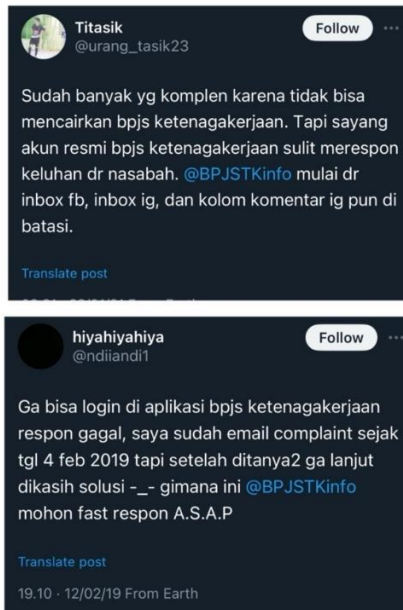 Titasik
Follow
@urang_tasik23
Sudah banyak yg komplen karena tidak bisa
mencairkan bpjs ketenagakerjaan. Tapi sayang
akun resmi bpjs ketenagakerjaan sulit merespon
keluhan dr nasabah. @BPJSTKinfo mulai dr
inbox fb, inbox ig, dan kolom komentar ig pun di
batasi.
Translate post
hiyahiyahiya
Follow
@ndiiandi1
Ga bisa login di aplikasi bpjs ketenagakerjaan
respon gagal, saya sudah email complaint sejak
tgl 4 feb 2019 tapi setelah ditanya2 ga lanjut
dikasih solusi -_- gimana ini @BPJSTKinfo
mohon fast respon A.S.A.P
Translate post
19.10 · 12/02/19 From Earth